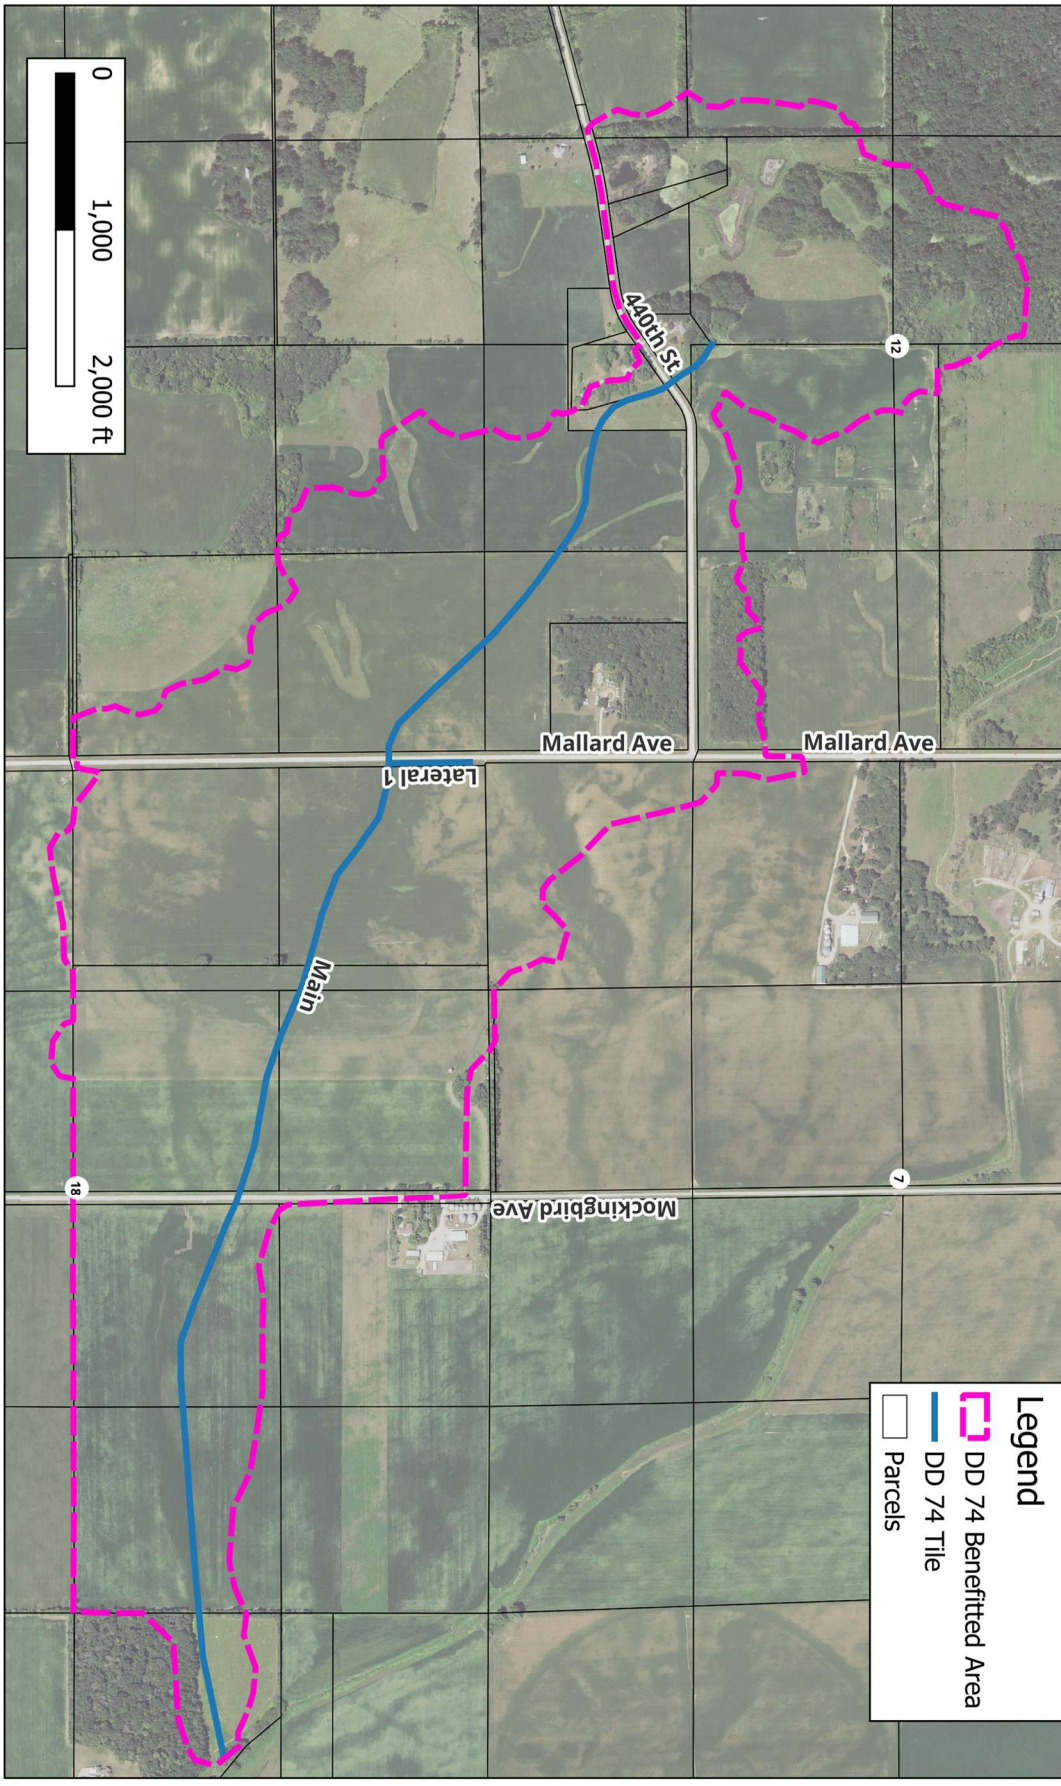 Legend
DD 74 Benefitted Area
DD 74 Tile
Parcels
12
7
18
440th St
Mallard Ave
Mallard Ave
Lateral 1
Main
Mockingbird Ave
0
1,000
2,000 ft